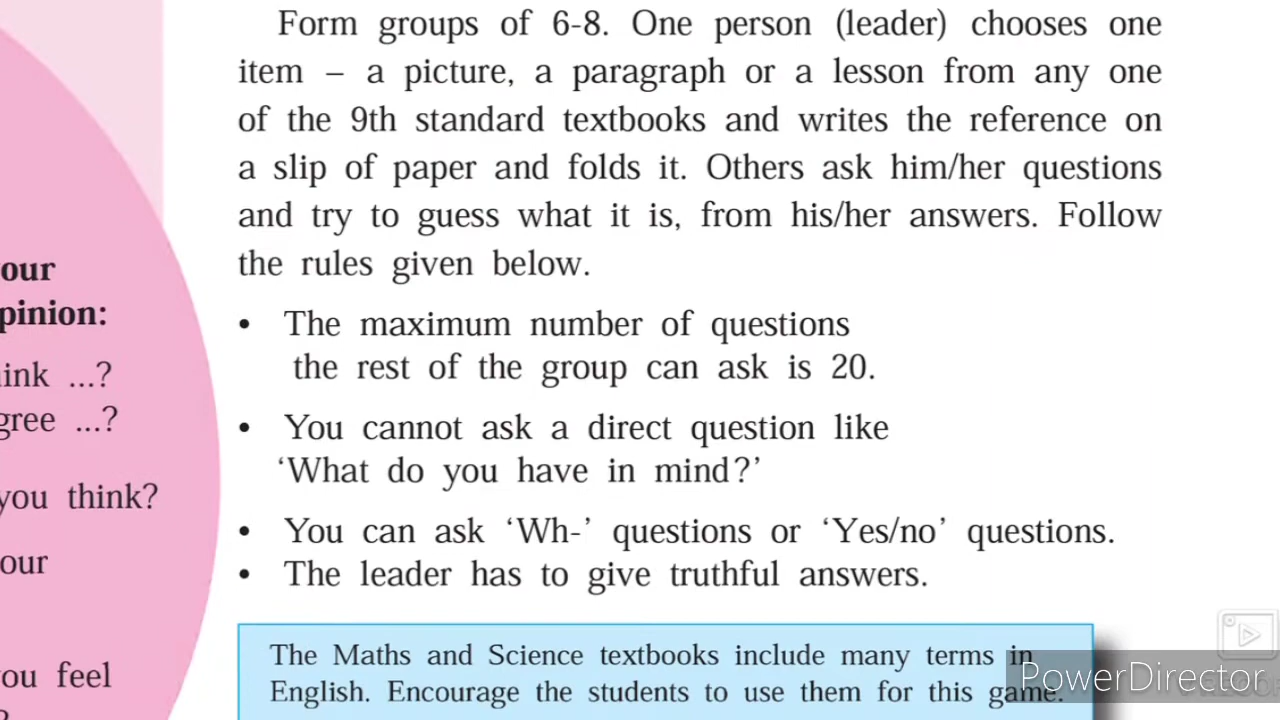 Form groups of 6-8. One person (leader) chooses one
item – a picture, a paragraph or a lesson from any one
of the 9th standard textbooks and writes the reference on
a slip of paper and folds it. Others ask him/her questions
and try to guess what it is, from his/her answers. Follow
the rules given below.
• The maximum number of questions
the rest of the group can ask is 20.
• You cannot ask a direct question like
‘What do you have in mind?’
• You can ask ‘Wh-’ questions or ‘Yes/no’ questions.
• The leader has to give truthful answers.
The Maths and Science textbooks include many terms in
English. Encourage the students to use them for this game.
our
pinion:
ink ...?
gree ...?
you think?
our
ou feel
PowerDirector